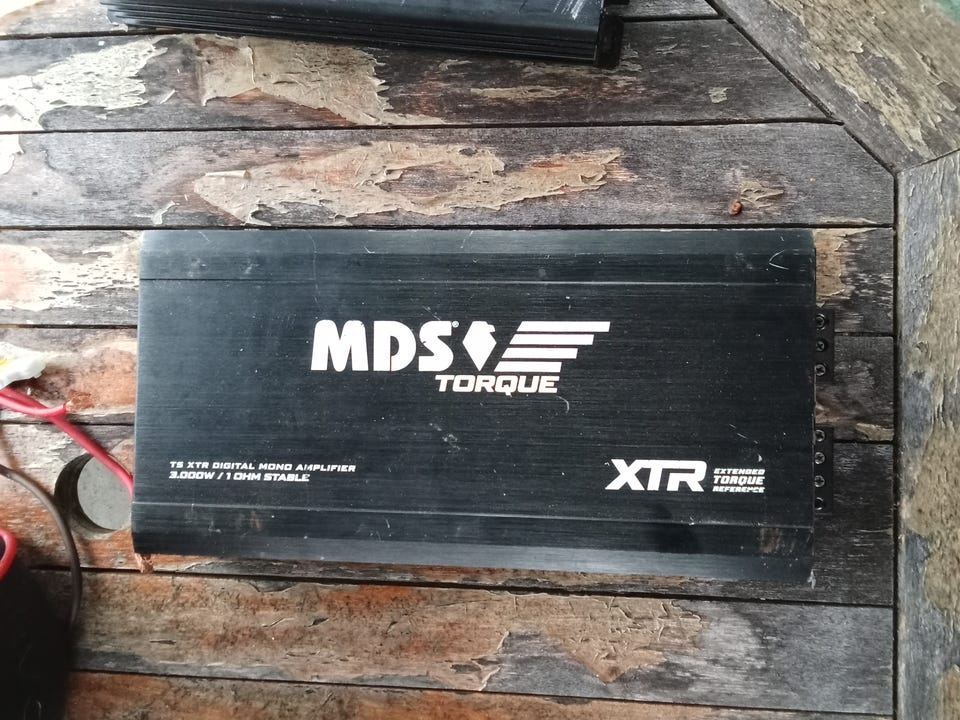 MDS®
TORQUE
TS XTR DIGITAL MONO AMPLIFIER
3.000W / 1 OHM STABLE
XTR EXTENDED
TORQUE
REFERENCE